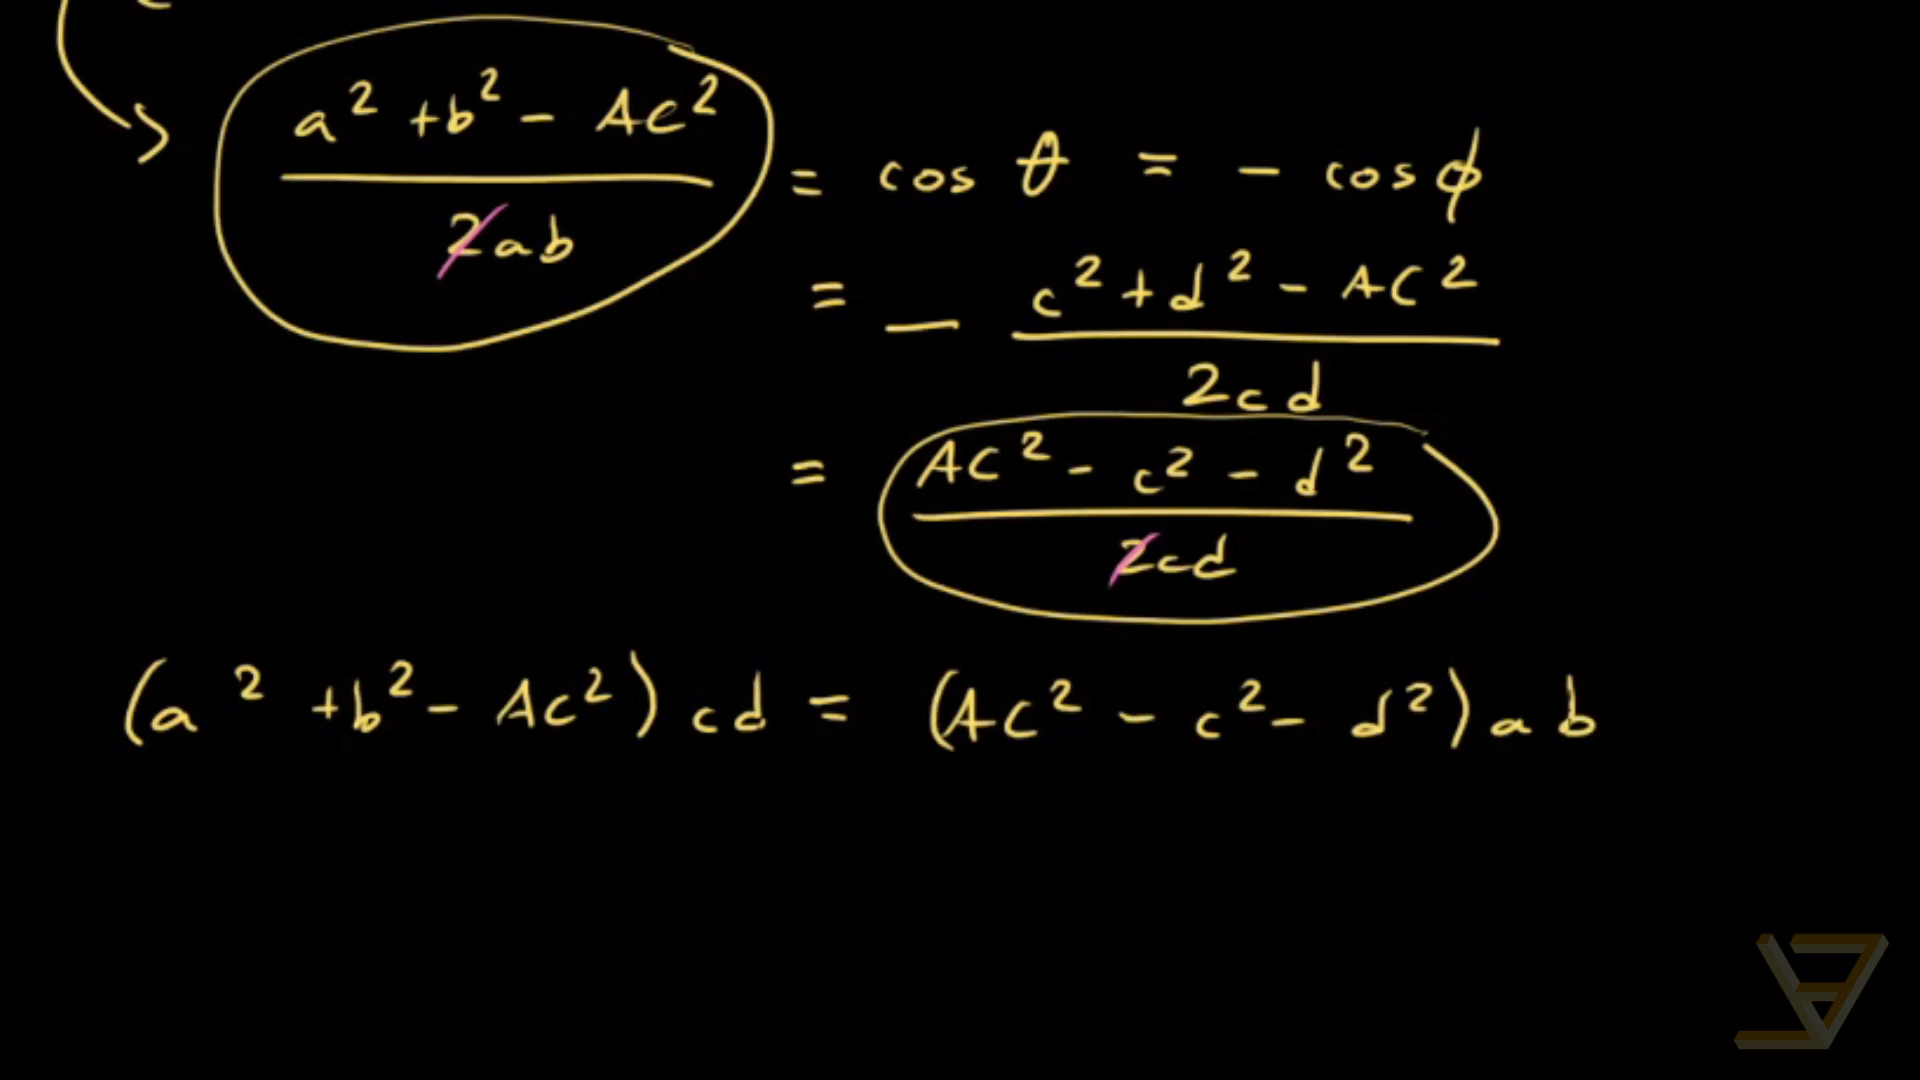 a² + b² - AC² / 2ab = cos θ = - cos φ
= - c² + d² - AC² / 2cd
= AC² - c² - d² / 2cd
(a² + b² - AC²) cd = (AC² - c² - d²) ab